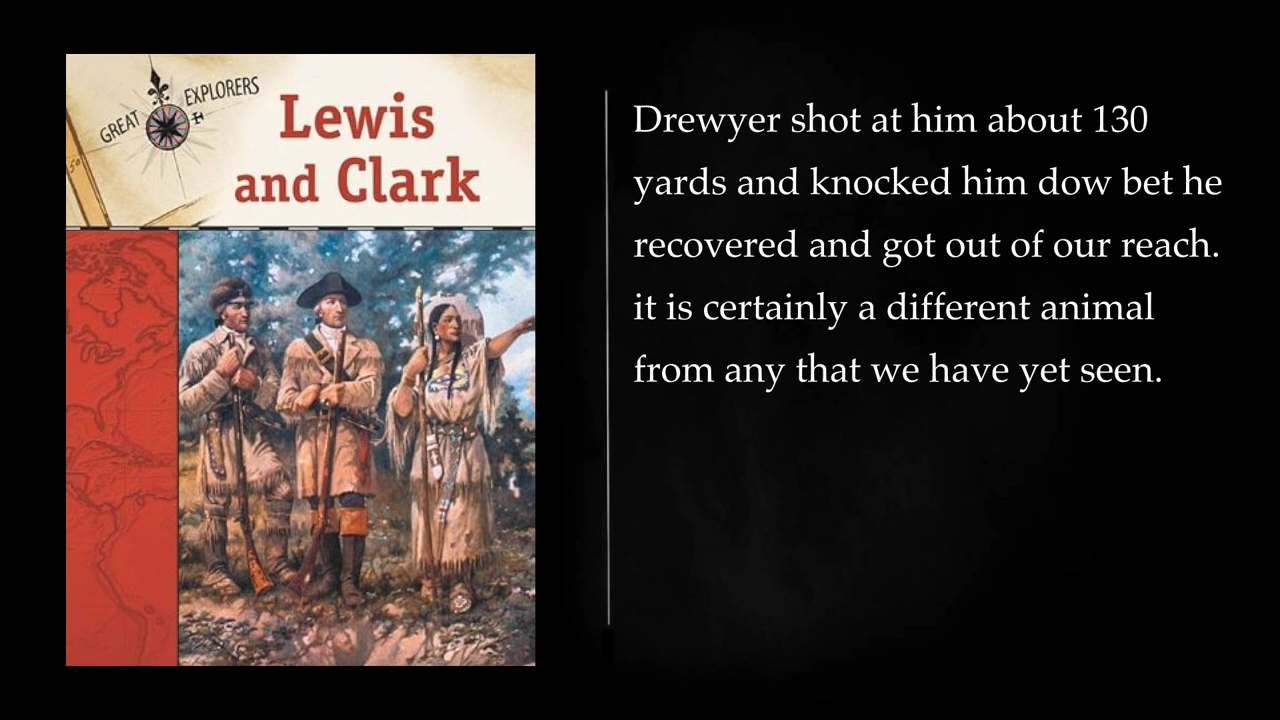 GREAT EXPLORERS
Lewis
and Clark
50
Drewyer shot at him about 130
yards and knocked him dow bet he
recovered and got out of our reach.
it is certainly a different animal
from any that we have yet seen.